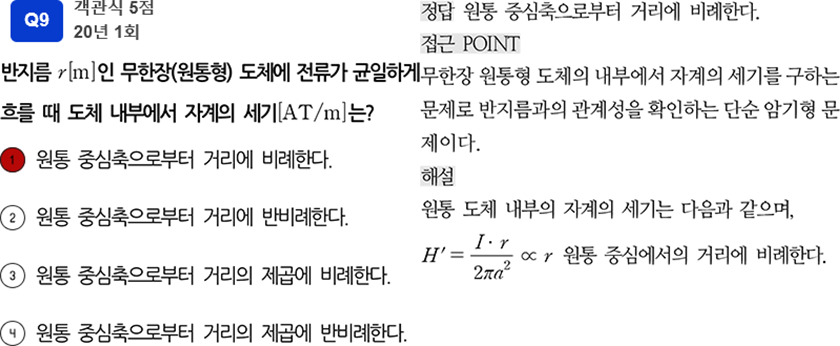 Q9
객관식 5점
20년 1회
반지름 r[m]인 무한장(원통형) 도체에 전류가 균일하게
흐를 때 도체 내부에서 자계의 세기[AT/m]는?
1 원통 중심축으로부터 거리에 비례한다.
2 원통 중심축으로부터 거리에 반비례한다.
3 원통 중심축으로부터 거리의 제곱에 비례한다.
4 원통 중심축으로부터 거리의 제곱에 반비례한다.
정답 원통 중심축으로부터 거리에 비례한다.
접근 POINT
무한장 원통형 도체의 내부에서 자계의 세기를 구하는
문제로 반지름과의 관계성을 확인하는 단순 암기형 문
제이다.
해설
원통 도체 내부의 자계의 세기는 다음과 같으며,
H′ = I · r / 2πa² ∝ r 원통 중심에서의 거리에 비례한다.